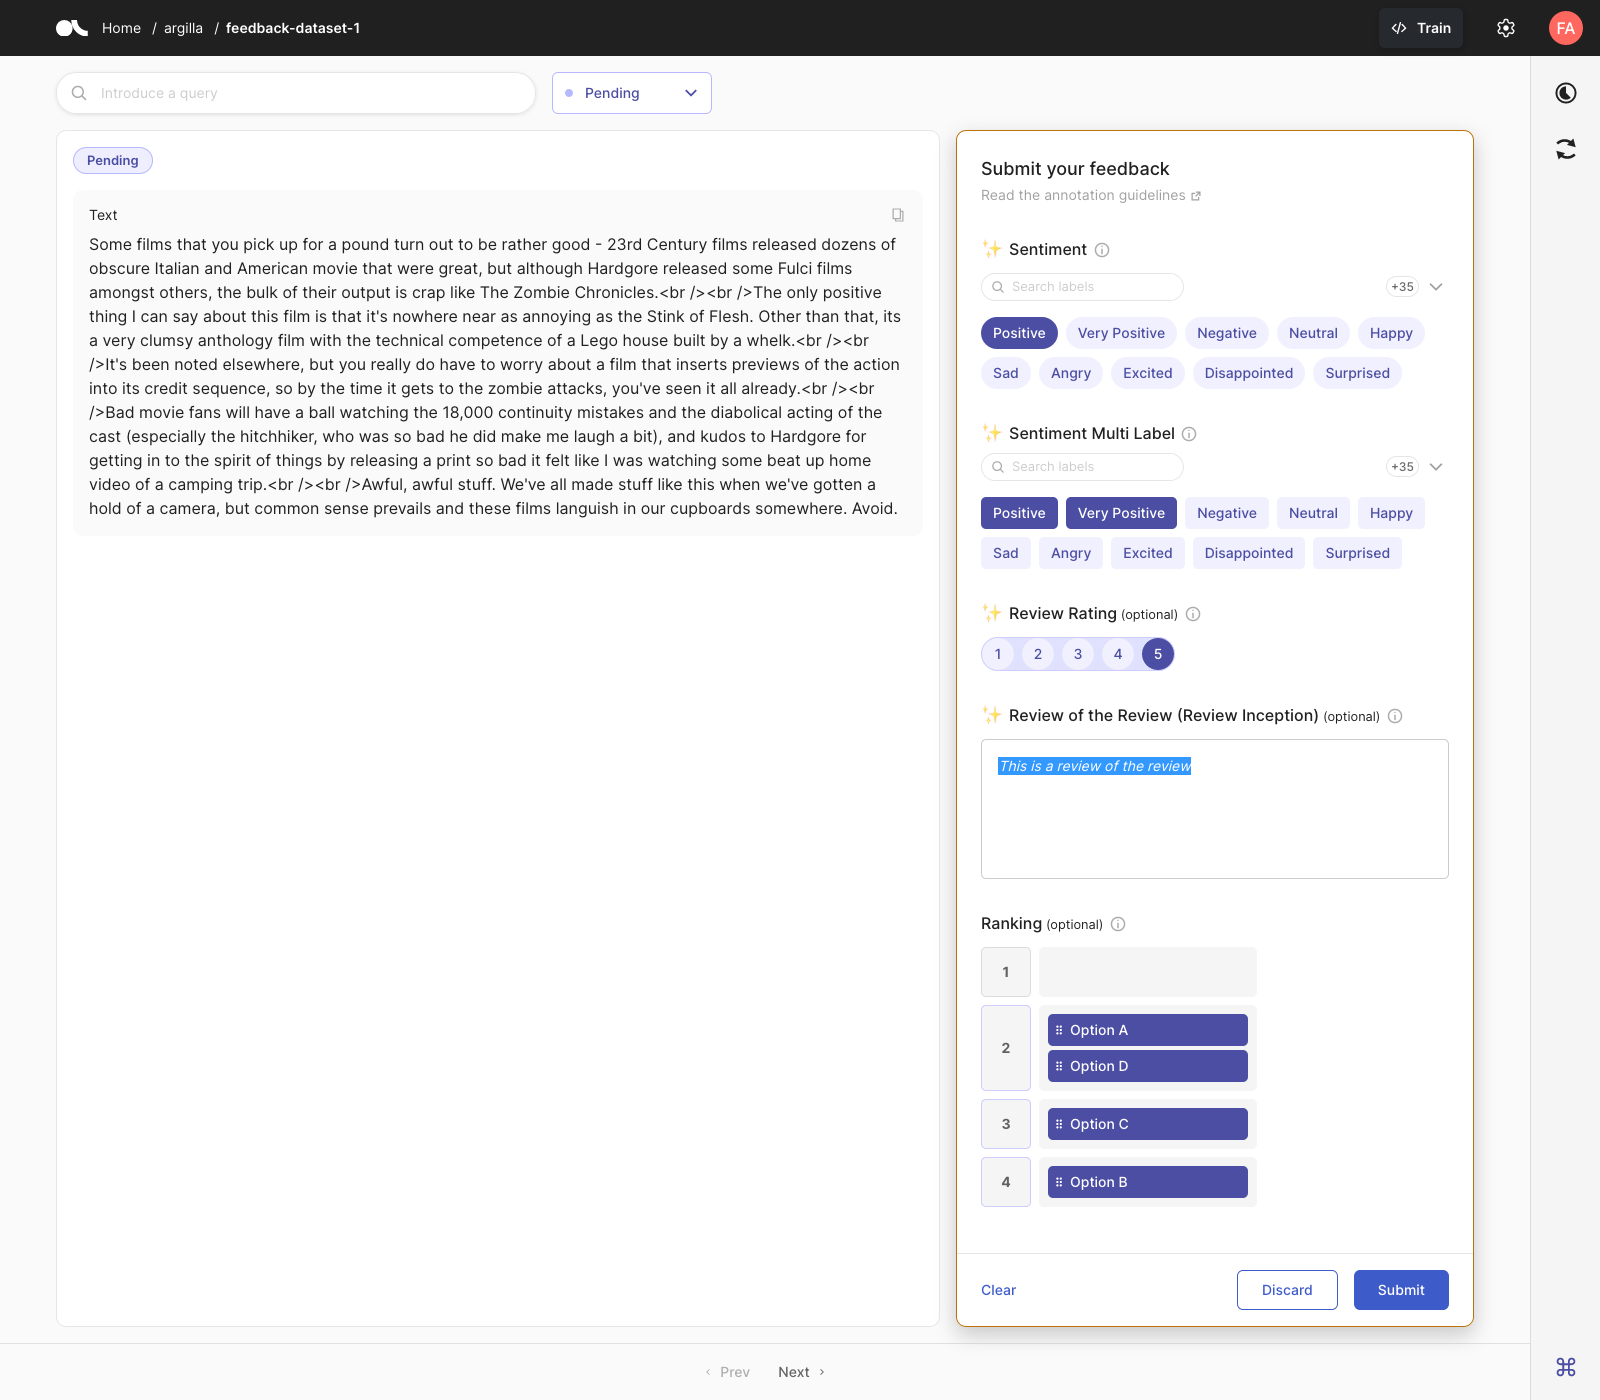 Home / argilla / feedback-dataset-1
Train
FA
Introduce a query
Pending
Pending
Text
Some films that you pick up for a pound turn out to be rather good - 23rd Century films released dozens of
obscure Italian and American movie that were great, but although Hardgore released some Fulci films
amongst others, the bulk of their output is crap like The Zombie Chronicles.<br /><br />The only positive
thing I can say about this film is that it's nowhere near as annoying as the Stink of Flesh. Other than that, its
a very clumsy anthology film with the technical competence of a Lego house built by a whelk.<br /><br
/>It's been noted elsewhere, but you really do have to worry about a film that inserts previews of the action
into its credit sequence, so by the time it gets to the zombie attacks, you've seen it all already.<br /><br
/>Bad movie fans will have a ball watching the 18,000 continuity mistakes and the diabolical acting of the
cast (especially the hitchhiker, who was so bad he did make me laugh a bit), and kudos to Hardgore for
getting in to the spirit of things by releasing a print so bad it felt like I was watching some beat up home
video of a camping trip.<br /><br />Awful, awful stuff. We've all made stuff like this when we've gotten a
hold of a camera, but common sense prevails and these films languish in our cupboards somewhere. Avoid.
Submit your feedback
Read the annotation guidelines
Sentiment
Search labels
+35
Positive Very Positive Negative Neutral Happy
Sad Angry Excited Disappointed Surprised
Sentiment Multi Label
Search labels
+35
Positive Very Positive Negative Neutral Happy
Sad Angry Excited Disappointed Surprised
Review Rating (optional)
1 2 3 4 5
Review of the Review (Review Inception) (optional)
This is a review of the review
Ranking (optional)
1
2
Option A
Option D
3
Option C
4
Option B
Clear
Discard
Submit
Prev
Next